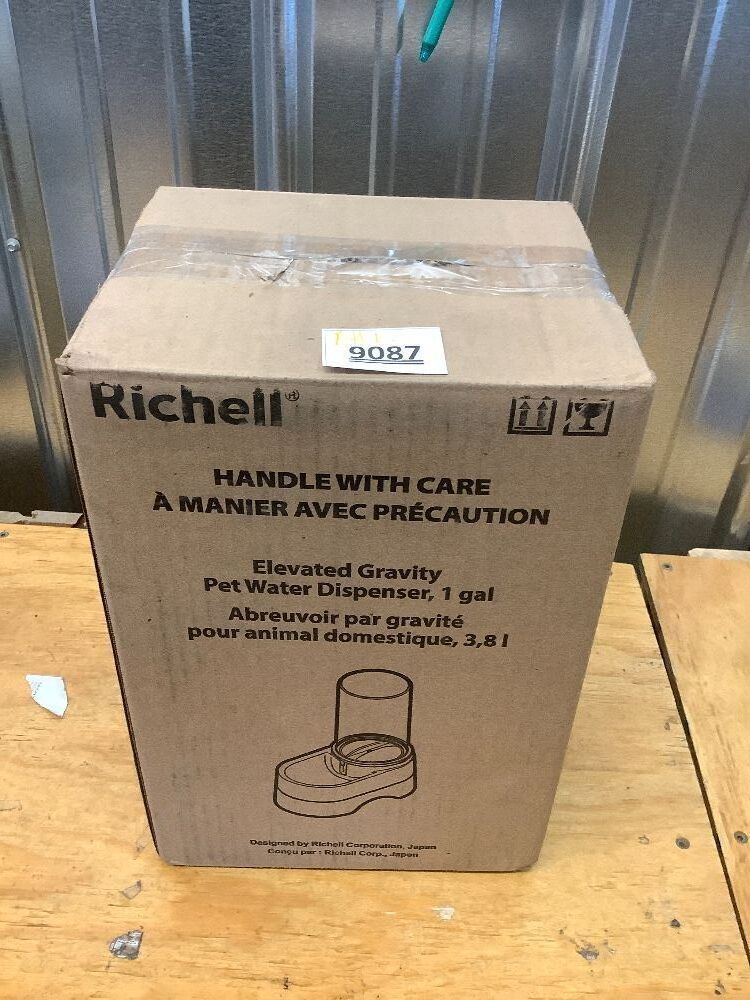 9087
Richell®
HANDLE WITH CARE
À MANIER AVEC PRÉCAUTION
Elevated Gravity
Pet Water Dispenser, 1 gal
Abreuvoir par gravité
pour animal domestique, 3,8 l
Designed by Richell Corporation, Japan
Conçu par : Richell Corp., Japan